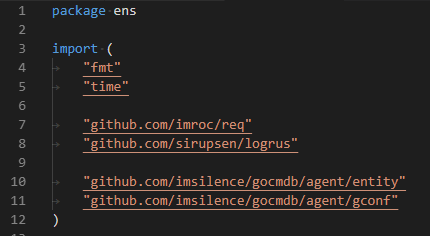 1 package ens
2
3 import (
4 "fmt"
5 "time"
6
7 "github.com/imroc/req"
8 "github.com/sirupsen/logrus"
9
10 "github.com/imsilence/gocmdb/agent/entity"
11 "github.com/imsilence/gocmdb/agent/gconf"
12 )